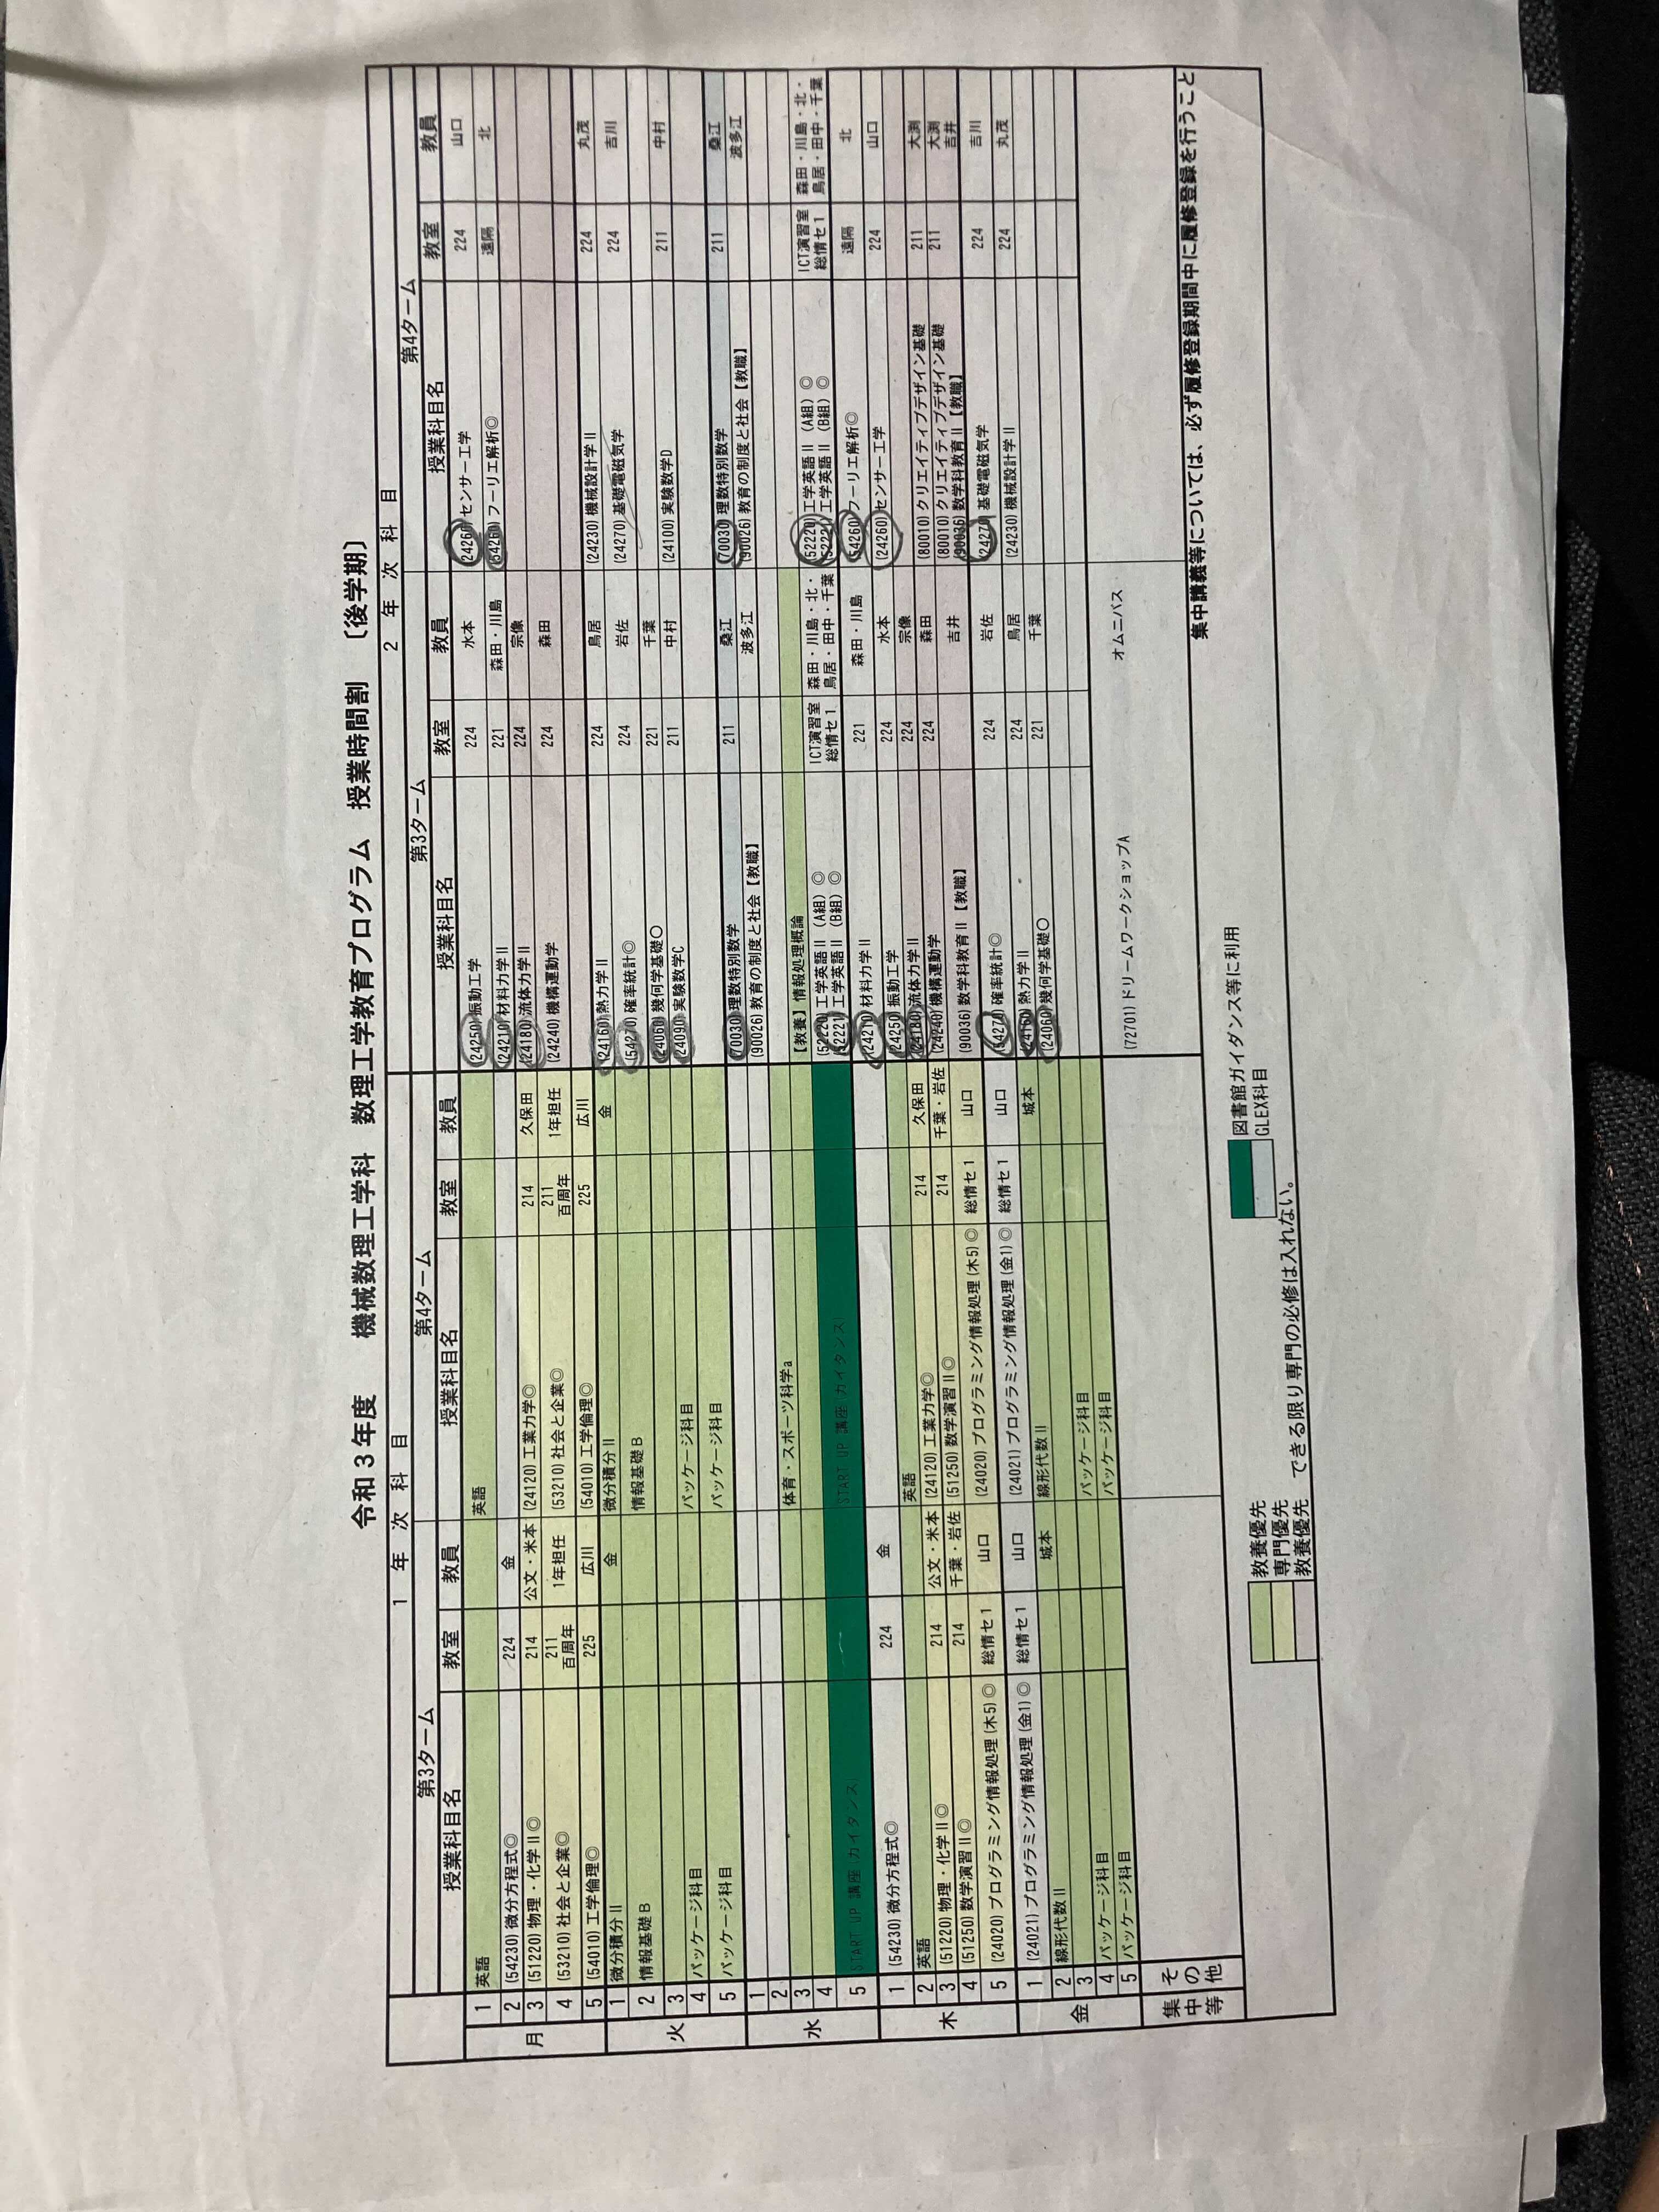 令和３年度　　機械数理工学科　数理工学教育プログラム　授業時間割　〔後学期〕
１ 年 次 科 目　２ 年 次 科 目
第3ターム　第4ターム　第3ターム　第4ターム
授業科目名　教室　教員　授業科目名　教室　教員　授業科目名　教室　教員　授業科目名　教室　教員
月
1　英語　英語　(24250) 振動工学　224　水本　(24260) センサー工学　224　山口
2　(54230) 微分方程式◎　224　金　(24210) 材料力学Ⅱ　221　森田・川島　(54260) フーリエ解析◎　遠隔　北
3　(51220) 物理・化学Ⅱ◎　214　公文・米本　(24120) 工業力学◎　214　久保田　(24180) 流体力学Ⅱ　224　宗像
4　(53210) 社会と企業◎　211 百周年　1年担任　(53210) 社会と企業◎　211 百周年　1年担任　(24240) 機構運動学　224　森田
5　(54010) 工学倫理◎　225　広川　(54010) 工学倫理◎　225　広川
火
1　微分積分Ⅱ　金　微分積分Ⅱ　金　(24160) 熱力学Ⅱ　224　鳥居　(24230) 機械設計学Ⅱ　224　丸茂
2　情報基礎Ｂ　情報基礎Ｂ　(54270) 確率統計◎　224　岩佐　(24270) 基礎電磁気学　224　吉川
3　(24060) 幾何学基礎〇　221　千葉
4　パッケージ科目　パッケージ科目　(24090) 実験数学C　211　中村　(24100) 実験数学D　211　中村
5　パッケージ科目　パッケージ科目
水
1　(70030) 理数特別数学　211　桑江　(70030) 理数特別数学　211　桑江
2　(90026) 教育の制度と社会【教職】　波多江　(90026) 教育の制度と社会【教職】　波多江
3　体育・スポーツ科学a
4　【教養】情報処理概論
5　START UP 講座(ガイダンス)　START UP 講座(ガイダンス)　(52220) 工学英語Ⅱ（A組）◎　ICT演習室　森田・川島・北・　(52220) 工学英語Ⅱ（A組）◎　ICT演習室　森田・川島・北・
(52221) 工学英語Ⅱ（B組）◎　総情セ1　鳥居・田中・千葉　(52221) 工学英語Ⅱ（B組）◎　総情セ1　鳥居・田中・千葉
木
1　(54230) 微分方程式◎　224　金　(24210) 材料力学Ⅱ　221　森田・川島　(54260) フーリエ解析◎　遠隔　北
2　英語　英語　(24250) 振動工学　224　水本　(24260) センサー工学　224　山口
3　(51220) 物理・化学Ⅱ◎　214　公文・米本　(24120) 工業力学◎　214　久保田　(24180) 流体力学Ⅱ　224　宗像
4　(51250) 数学演習Ⅱ◎　214　千葉・岩佐　(51250) 数学演習Ⅱ◎　214　千葉・岩佐　(24240) 機構運動学　224　森田　(80010) クリエイティブデザイン基礎　211　大渕
5　(24020) プログラミング情報処理(木5)◎　総情セ1　山口　(24020) プログラミング情報処理(木5)◎　総情セ1　山口　(90036) 数学科教育Ⅱ【教職】　吉井　(80010) クリエイティブデザイン基礎　211　大渕
(90036) 数学科教育Ⅱ【教職】　吉井
金
1　(24021) プログラミング情報処理(金1)◎　総情セ1　山口　(24021) プログラミング情報処理(金1)◎　総情セ1　山口　(54270) 確率統計◎　224　岩佐　(24270) 基礎電磁気学　224　吉川
2　線形代数Ⅱ　城本　線形代数Ⅱ　城本　(24160) 熱力学Ⅱ　224　鳥居　(24230) 機械設計学Ⅱ　224　丸茂
3　(24060) 幾何学基礎〇　221　千葉
4　パッケージ科目　パッケージ科目
5　パッケージ科目　パッケージ科目
集中等　その他　(72701) ドリームワークショップA　オムニバス
集中講義等については、必ず履修登録期間中に履修登録を行うこと
教養優先　図書館ガイダンス等に利用
専門優先　GLEX科目
教養優先　できる限り専門の必修は入れない。